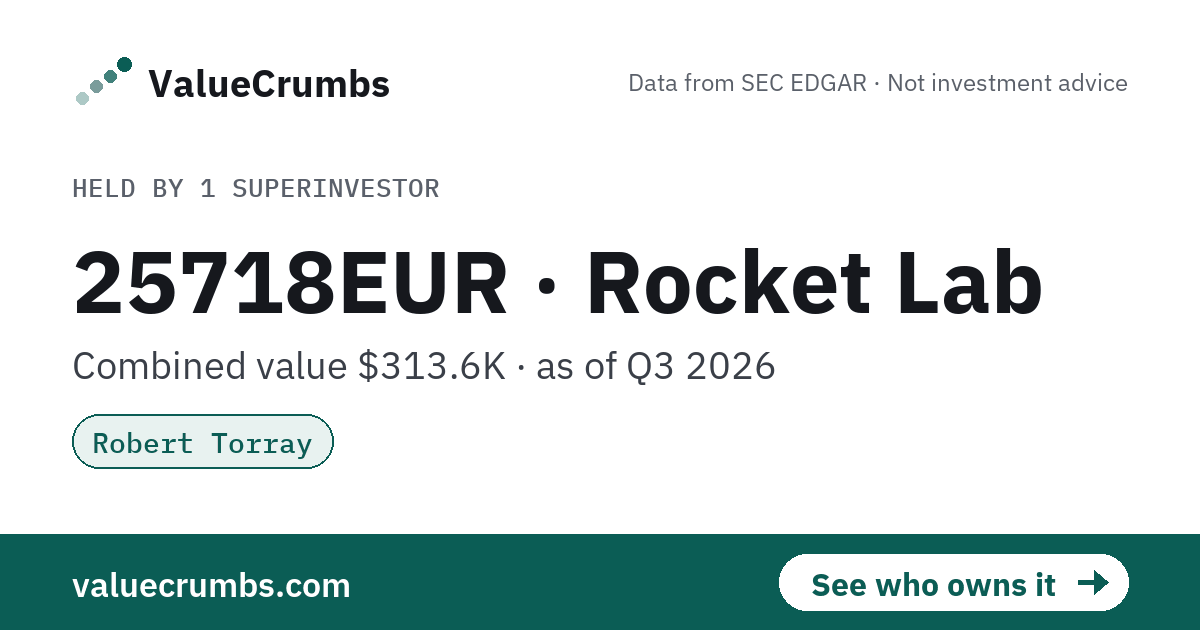 ValueCrumbs
Data from SEC EDGAR · Not investment advice
HELD BY 1 SUPERINVESTOR
25718EUR · Rocket Lab
Combined value $313.6K · as of Q3 2026
Robert Torray
valuecrumbs.com
See who owns it →